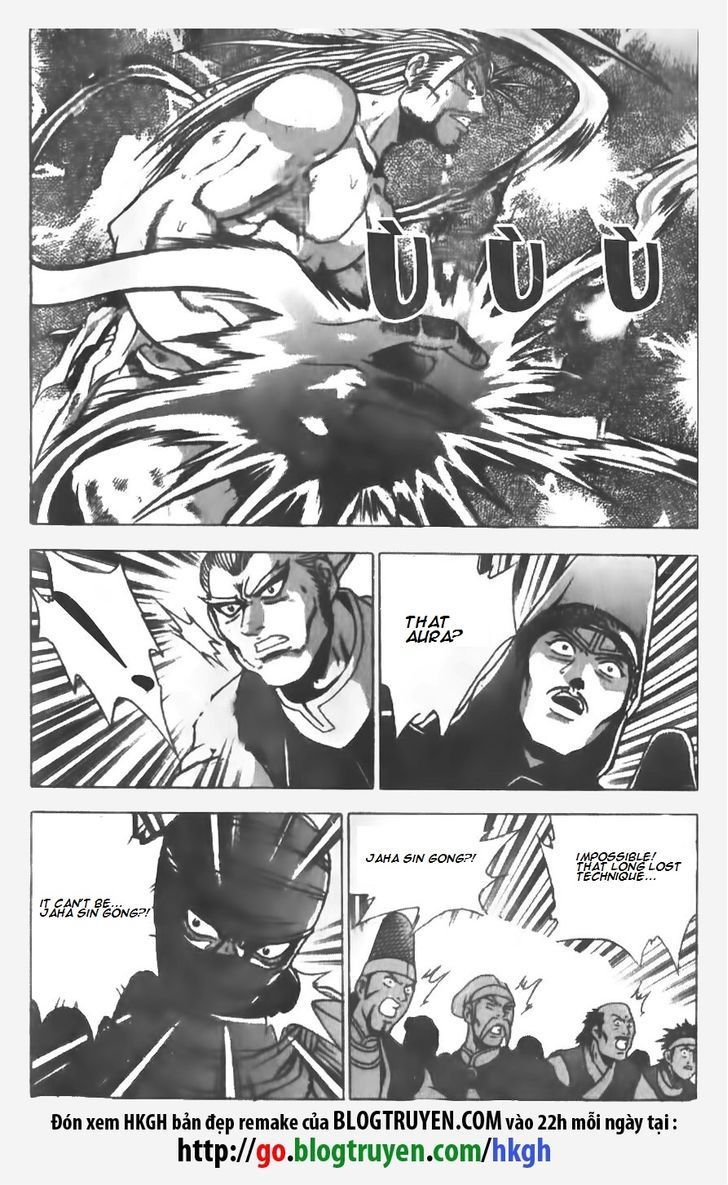 Ù Ù Ù
!
THAT
AURA?
IT CAN'T BE...
JAHA SIN GONG?!
JAHA SIN GONG?!
IMPOSSIBLE!
THAT LONG LOST
TECHNIQUE...
Đón xem HKGH bản đẹp remake của BLOGTRUYEN.COM vào 22h mỗi ngày tại :
http://go.blogtruyen.com/hkgh